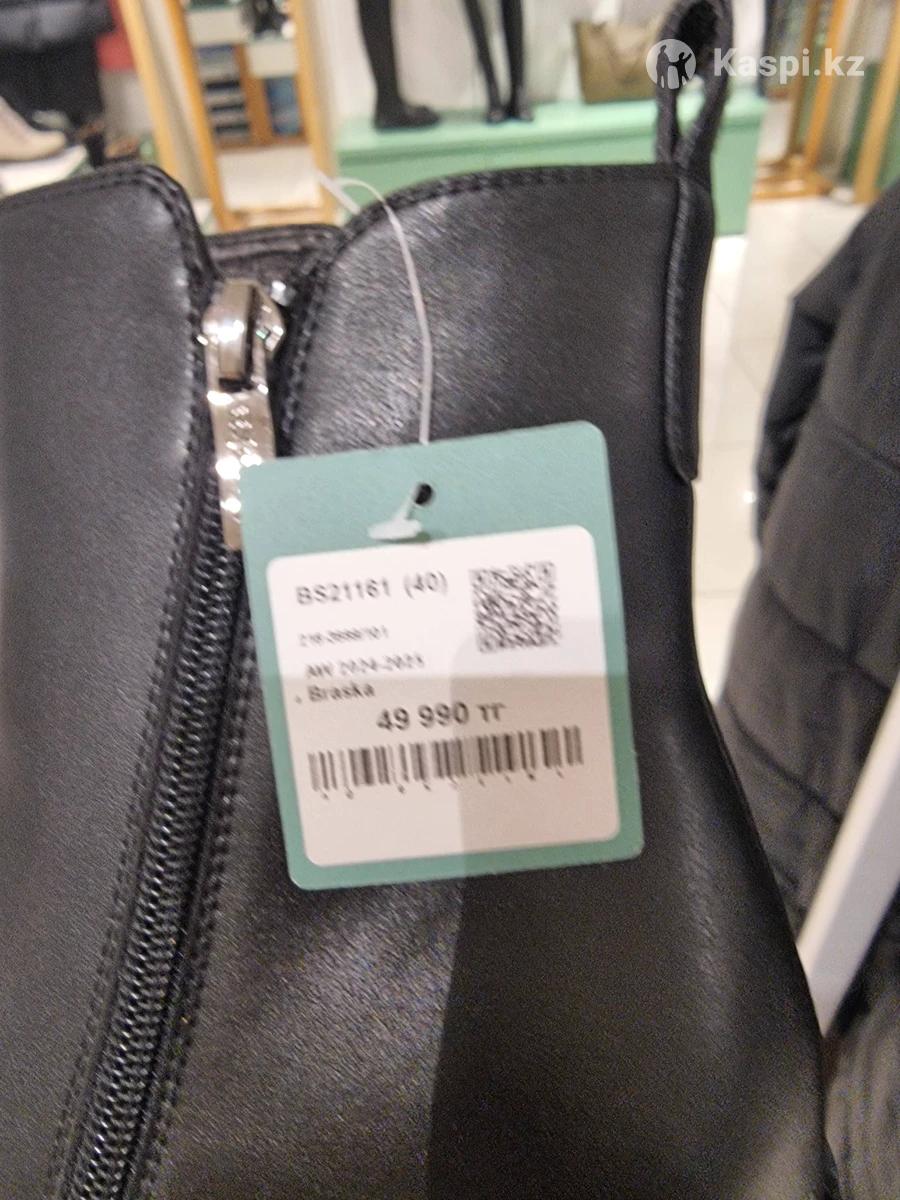 Kaspi.kz
BS21161 (40)
AW 2024-2025
Braska
49 990 тг